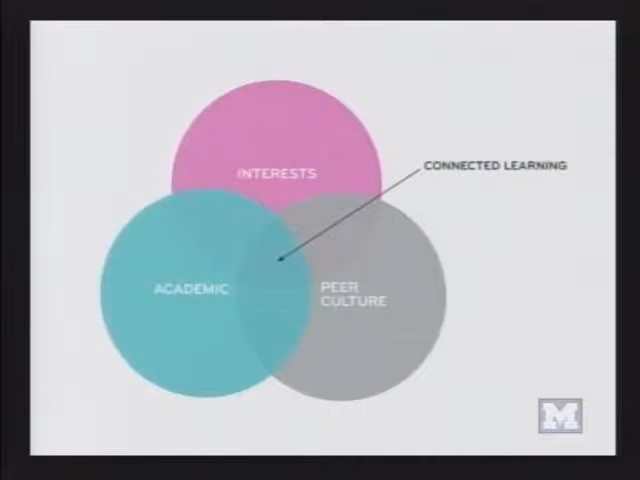 INTERESTS
CONNECTED LEARNING
ACADEMIC
PEER
CULTURE
M